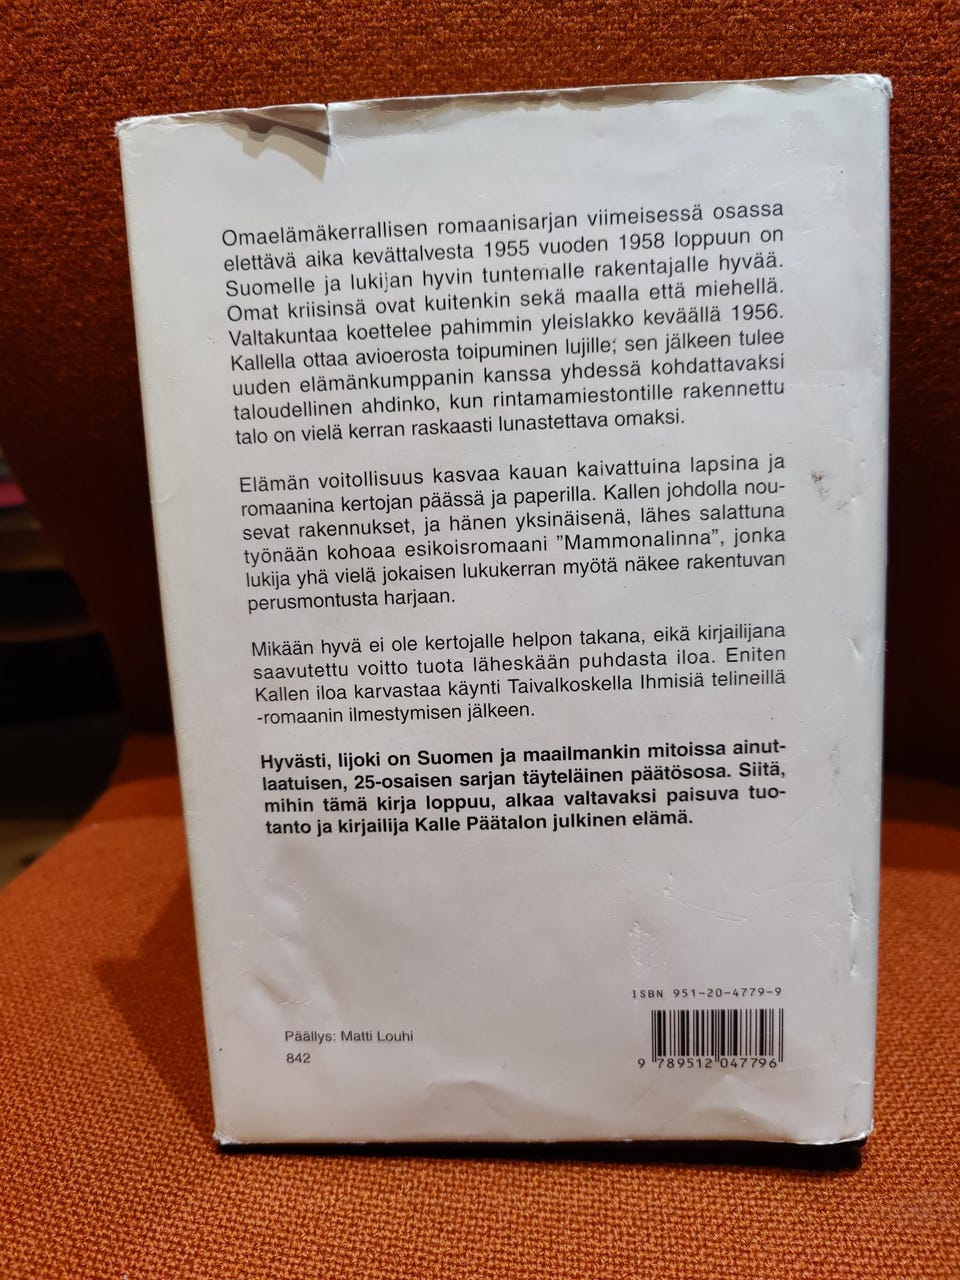 Omaelämäkerrallisen romaanisarjan viimeisessä osassa
elettävä aika kevättalvesta 1955 vuoden 1958 loppuun on
Suomelle ja lukijan hyvin tuntemalle rakentajalle hyvää.
Omat kriisinsä ovat kuitenkin sekä maalla että miehellä.
Valtakuntaa koettelee pahimmin yleislakko keväällä 1956.
Kallella ottaa avioerosta toipuminen lujille; sen jälkeen tulee
uuden elämänkumppanin kanssa yhdessä kohdattavaksi
taloudellinen ahdinko, kun rintamamiestontille rakennettu
talo on vielä kerran raskaasti lunastettava omaksi.
Elämän voitollisuus kasvaa kauan kaivattuina lapsina ja
romaanina kertojan päässä ja paperilla. Kallen johdolla nou-
sevat rakennukset, ja hänen yksinäisenä, lähes salattuna
työnään kohoaa esikoisromaani ”Mammonalinna”, jonka
lukija yhä vielä jokaisen lukukerran myötä näkee rakentuvan
perusmontusta harjaan.
Mikään hyvä ei ole kertojalle helpon takana, eikä kirjailijana
saavutettu voitto tuota läheskään puhdasta iloa. Eniten
Kallen iloa karvastaa käynti Taivalkoskella Ihmisiä telineillä
-romaanin ilmestymisen jälkeen.
Hyvästi, Iijoki on Suomen ja maailmankin mitoissa ainut-
laatuisen, 25-osaisen sarjan täyteläinen päätösosa. Siitä,
mihin tämä kirja loppuu, alkaa valtavaksi paisuva tuo-
tanto ja kirjailija Kalle Päätalon julkinen elämä.
ISBN 951-20-4779-9
Päällys: Matti Louhi
842
9 789512 047796